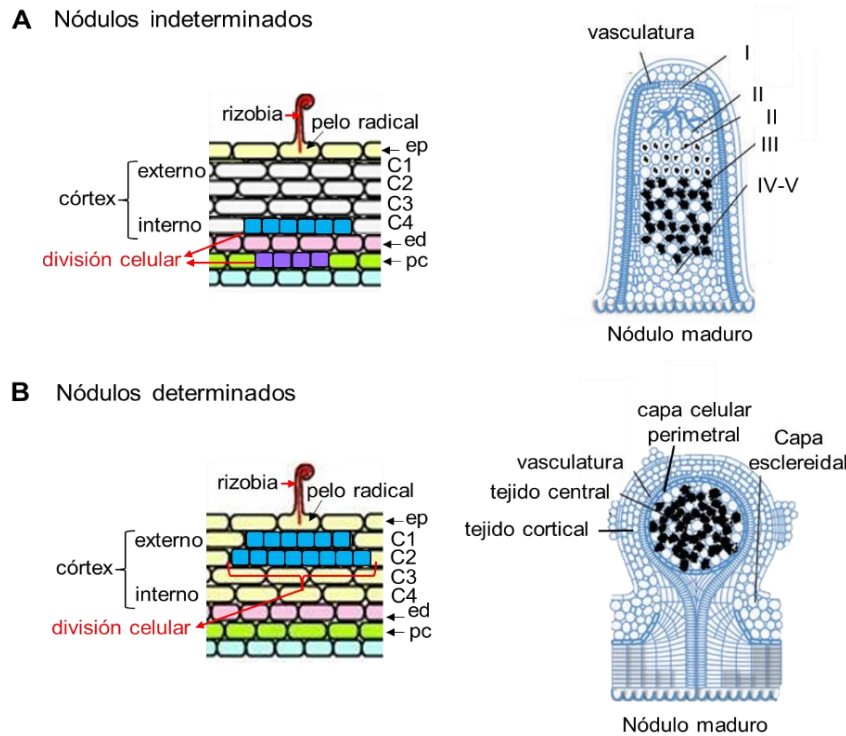 A Nódulos indeterminados
vasculatura
I
II
II
III
IV-V
rizobia
pelo radical
ep
externo
C1
C2
córtex
C3
interno
C4
ed
división celular
pc
Nódulo maduro
B Nódulos determinados
capa celular
perimetral
Capa
esclereidal
vasculatura
tejido central
tejido cortical
rizobia
pelo radical
ep
externo
C1
C2
córtex
C3
interno
C4
ed
división celular
pc
Nódulo maduro